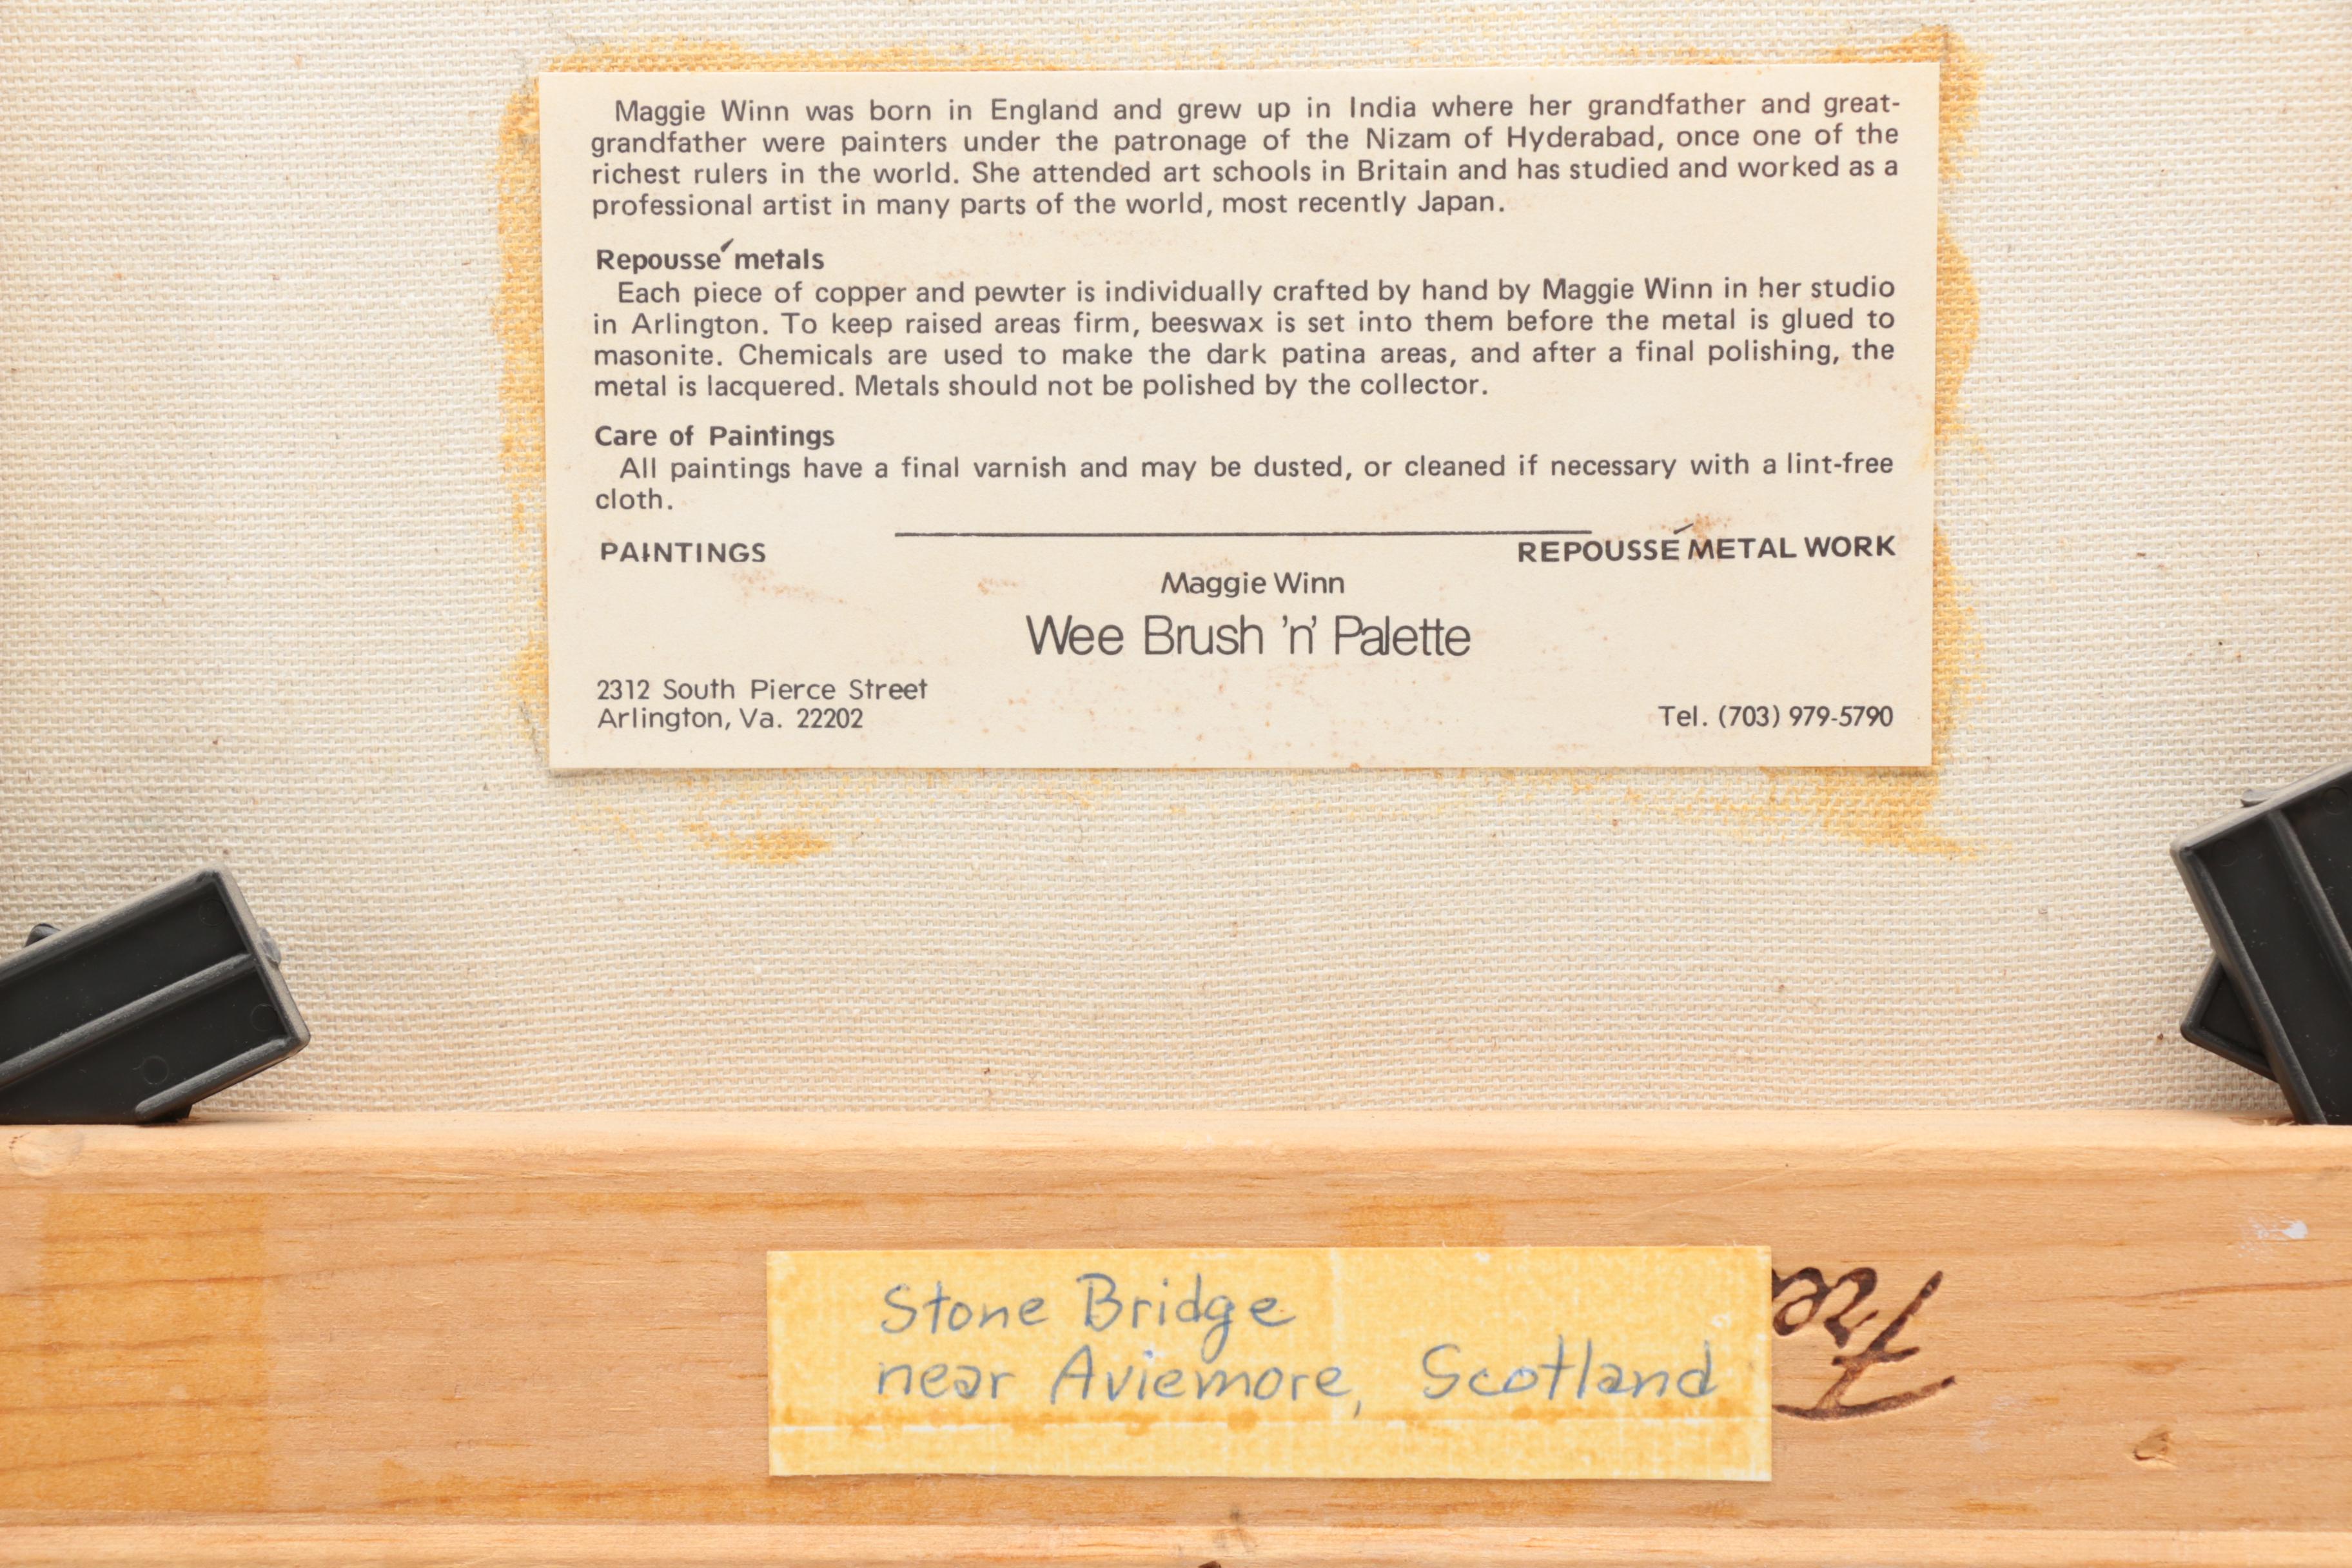 Maggie Winn was born in England and grew up in India where her grandfather and great-
grandfather were painters under the patronage of the Nizam of Hyderabad, once one of the
richest rulers in the world. She attended art schools in Britain and has studied and worked as a
professional artist in many parts of the world, most recently Japan.
Repoussé metals
Each piece of copper and pewter is individually crafted by hand by Maggie Winn in her studio
in Arlington. To keep raised areas firm, beeswax is set into them before the metal is glued to
masonite. Chemicals are used to make the dark patina areas, and after a final polishing, the
metal is lacquered. Metals should not be polished by the collector.
Care of Paintings
All paintings have a final varnish and may be dusted, or cleaned if necessary with a lint-free
cloth.
PAINTINGS
REPOUSSÉ METAL WORK
Maggie Winn
Wee Brush 'n' Palette
2312 South Pierce Street
Arlington, Va. 22202
Tel. (703) 979-5790
Stone Bridge
near Aviemore, Scotland